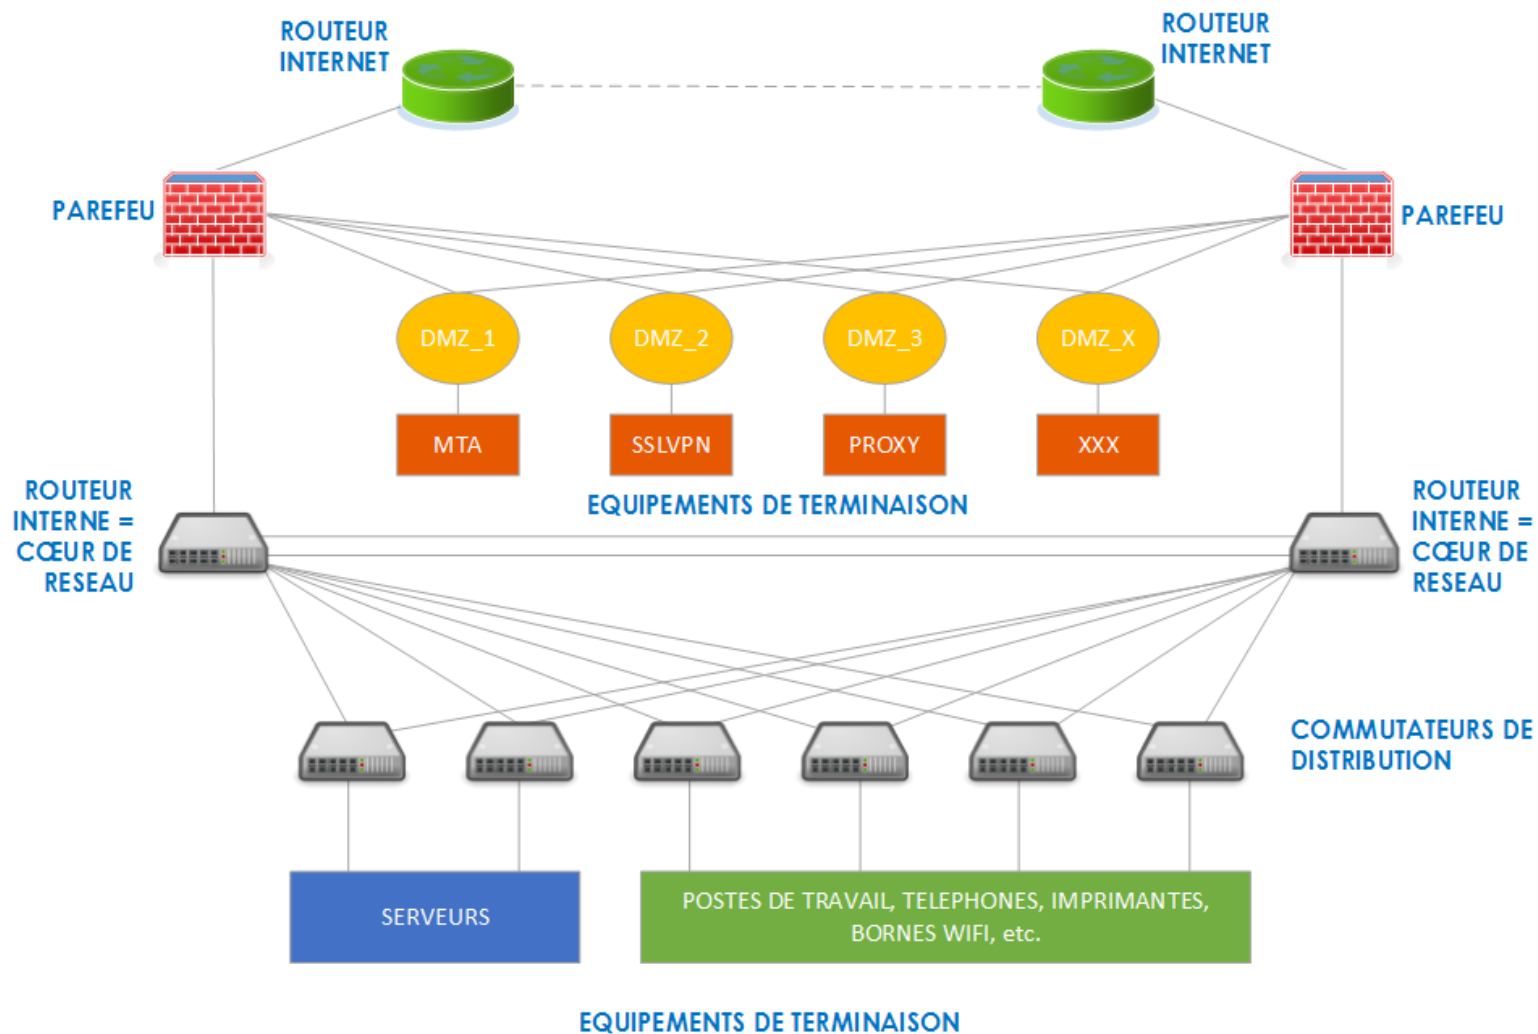 ROUTEUR
INTERNET
ROUTEUR
INTERNET
PAREFEU
PAREFEU
DMZ_1
DMZ_2
DMZ_3
DMZ_X
MTA
SSLVPN
PROXY
XXX
EQUIPEMENTS DE TERMINAISON
ROUTEUR
INTERNE =
CŒUR DE
RESEAU
ROUTEUR
INTERNE =
CŒUR DE
RESEAU
COMMUTATEURS DE
DISTRIBUTION
SERVEURS
POSTES DE TRAVAIL, TELEPHONES, IMPRIMANTES,
BORNES WIFI, etc.
EQUIPEMENTS DE TERMINAISON